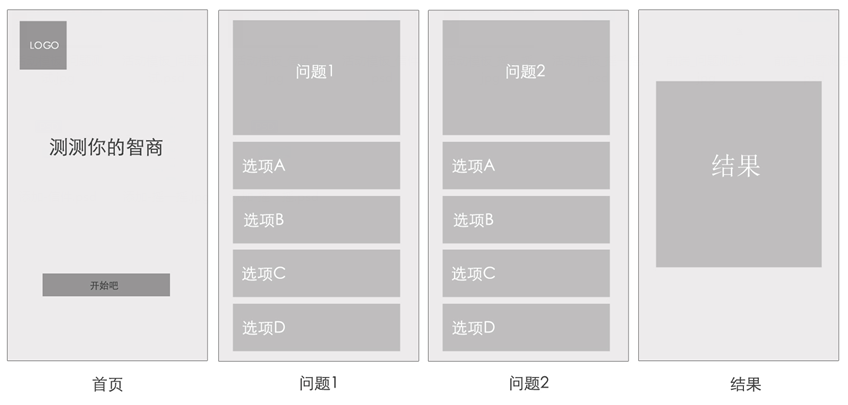 LOGO
测测你的智商
开始吧
首页
问题1
选项A
选项B
选项C
选项D
问题1
问题2
选项A
选项B
选项C
选项D
问题2
结果
结果